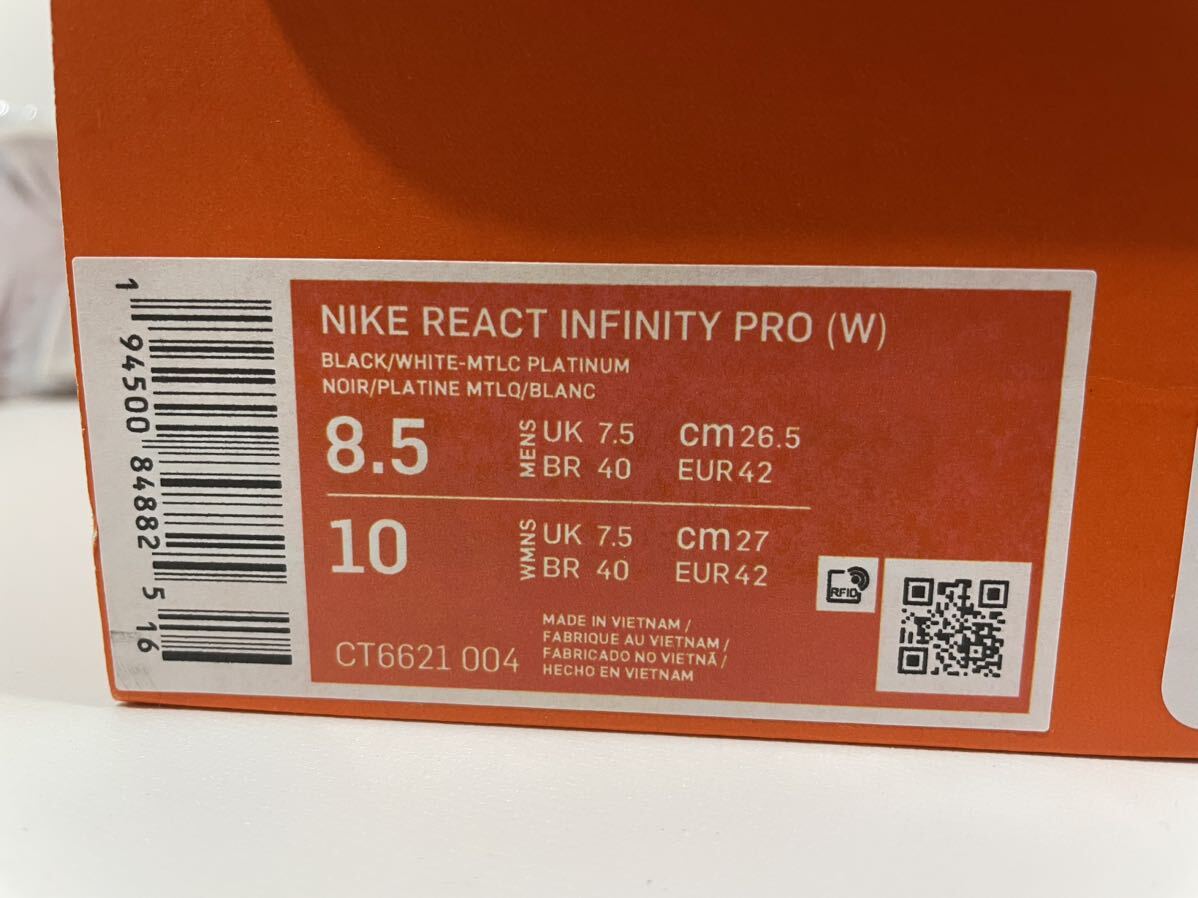 1 94500 84882 5 16
NIKE REACT INFINITY PRO (W)
BLACK/WHITE-MTLC PLATINUM
NOIR/PLATINE MTLQ/BLANC
8.5 MENS UK 7.5 cm 26.5
BR 40 EUR 42
10 WMNS UK 7.5 cm 27
BR 40 EUR 42
RFID
CT6621 004
MADE IN VIETNAM /
FABRIQUE AU VIETNAM /
FABRICADO NO VIETNÃ /
HECHO EN VIETNAM